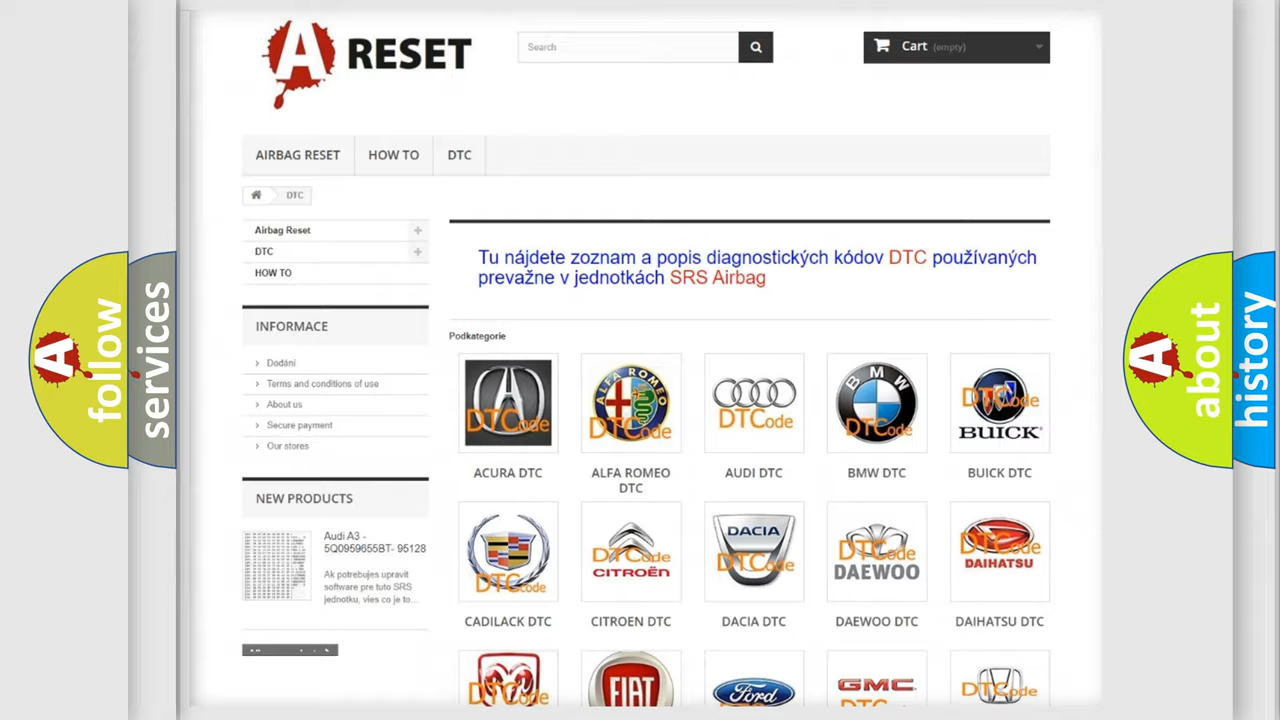 A RESET
Search
Cart (empty)
AIRBAG RESET
HOW TO
DTC
DTC
Airbag Reset
DTC
HOW TO
INFORMACE
Dodání
Terms and conditions of use
About us
Secure payment
Our stores
NEW PRODUCTS
Audi A3 -
5Q0959655BT- 95128
Ak potrebujes upravit
software pre tuto SRS
jednotku, vies co je to...
Tu nájdete zoznam a popis diagnostických kódov DTC používaných
prevažne v jednotkách SRS Airbag
Podkategorie
DTCode
ALFA ROMEO
DTCode
DTCode
BMW
DTCode
DTCode
BUICK
ACURA DTC
ALFA ROMEO
DTC
AUDI DTC
BMW DTC
BUICK DTC
DTCode
DTCode
CITROËN
DACIA
DTCode
DTCode
DAEWOO
DTCode
DAIHATSU
CADILACK DTC
CITROEN DTC
DACIA DTC
DAEWOO DTC
DAIHATSU DTC
DTCode
FIAT
Ford
GMC
DTCode
A follow
services
A about
history